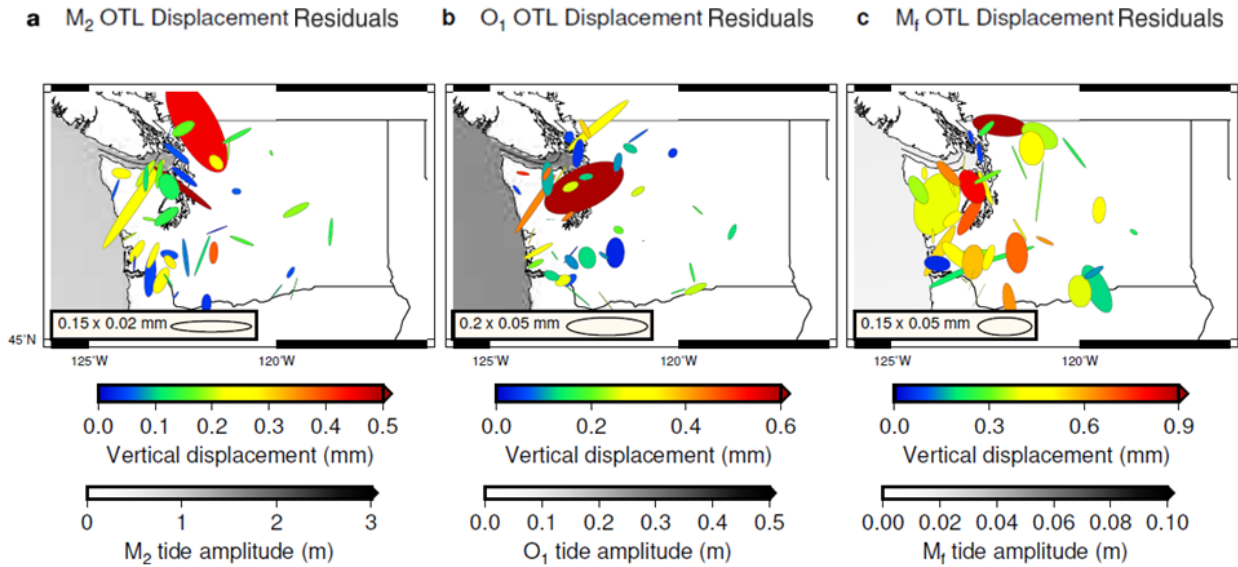 a M₂ OTL Displacement Residuals
b O₁ OTL Displacement Residuals
c M_f OTL Displacement Residuals
0.15 x 0.02 mm
0.2 x 0.05 mm
0.15 x 0.05 mm
45°N
125°W 120°W
125°W 120°W
125°W 120°W
0.0 0.1 0.2 0.3 0.4 0.5
Vertical displacement (mm)
0.0 0.2 0.4 0.6
Vertical displacement (mm)
0.0 0.3 0.6 0.9
Vertical displacement (mm)
0 1 2 3
M₂ tide amplitude (m)
0.0 0.1 0.2 0.3 0.4 0.5
O₁ tide amplitude (m)
0.00 0.02 0.04 0.06 0.08 0.10
M_f tide amplitude (m)